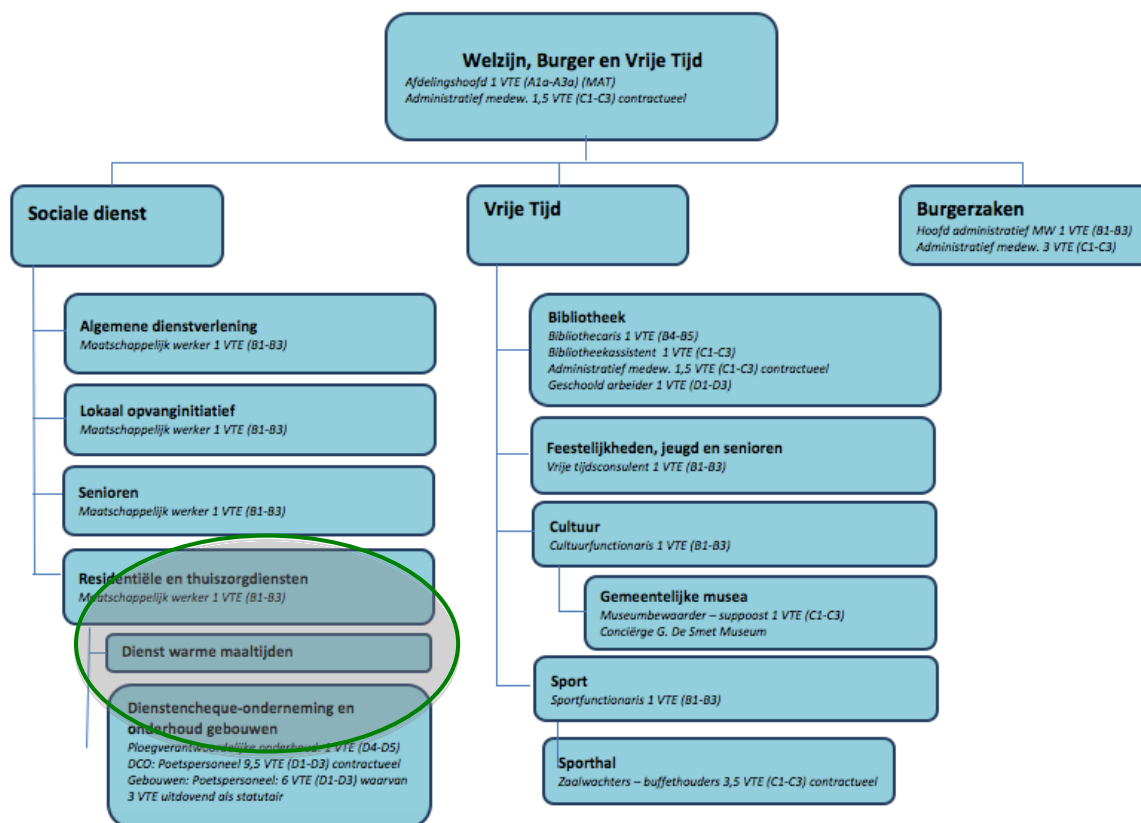 Welzijn, Burger en Vrije Tijd
Afdelingshoofd 1 VTE (A1a-A3a) (MAT)
Administratief medew. 1,5 VTE (C1-C3) contractueel
Sociale dienst
Algemene dienstverlening
Maatschappelijk werker 1 VTE (B1-B3)
Lokaal opvanginitiatief
Maatschappelijk werker 1 VTE (B1-B3)
Senioren
Maatschappelijk werker 1 VTE (B1-B3)
Residentiële en thuiszorgdiensten
Maatschappelijk werker 1 VTE (B1-B3)
Dienst warme maaltijden
Dienstencheque-onderneming en
onderhoud gebouwen
Ploegverantwoordelijke onderhoud: 1 VTE (D4-D5)
DCO: Poetspersoneel 9,5 VTE (D1-D3) contractueel
Gebouwen: Poetspersoneel: 6 VTE (D1-D3) waarvan
3 VTE uitdovend als statutair
Vrije Tijd
Bibliotheek
Bibliothecaris 1 VTE (B4-B5)
Bibliotheekassistent 1 VTE (C1-C3)
Administratief medew. 1,5 VTE (C1-C3) contractueel
Geschoold arbeider 1 VTE (D1-D3)
Feestelijkheden, jeugd en senioren
Vrije tijdsconsulent 1 VTE (B1-B3)
Cultuur
Cultuurfunctionaris 1 VTE (B1-B3)
Gemeentelijke musea
Museumbewaarder – suppoost 1 VTE (C1-C3)
Conciërge G. De Smet Museum
Sport
Sportfunctionaris 1 VTE (B1-B3)
Sporthal
Zaalwachters – buffethouders 3,5 VTE (C1-C3) contractueel
Burgerzaken
Hoofd administratief MW 1 VTE (B1-B3)
Administratief medew. 3 VTE (C1-C3)